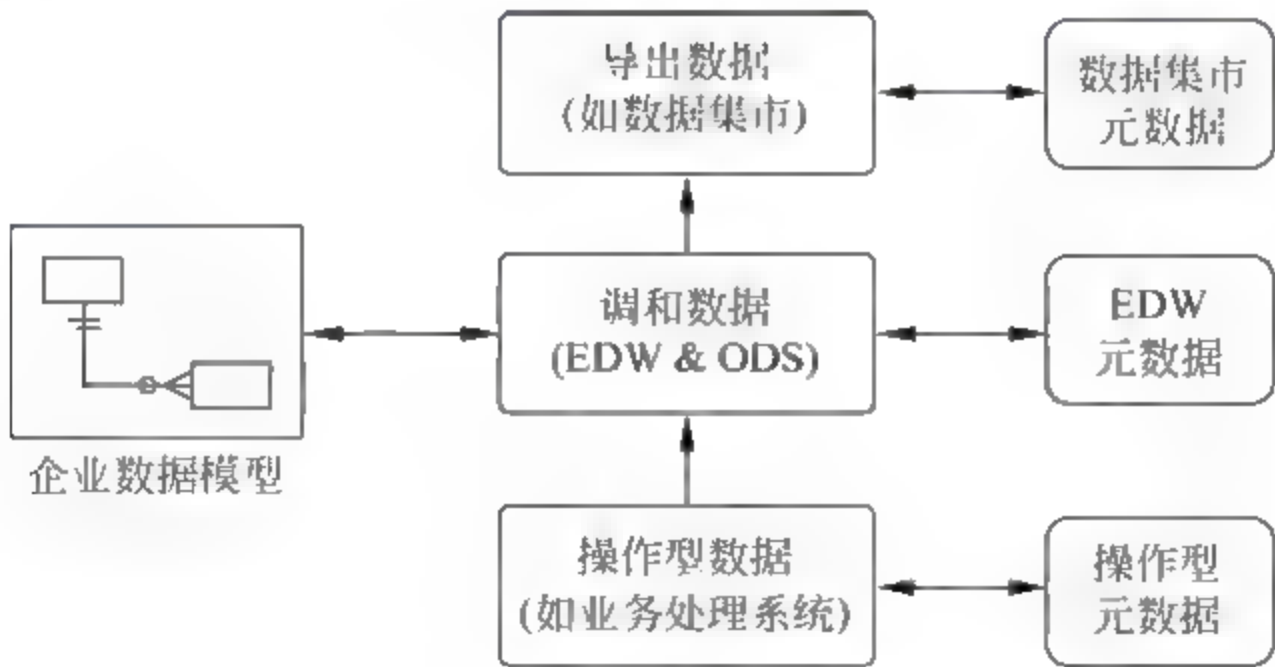 导出数据
(如数据集市)
数据集市
元数据
调和数据
(EDW & ODS)
EDW
元数据
企业数据模型
操作型数据
(如业务处理系统)
操作型
元数据